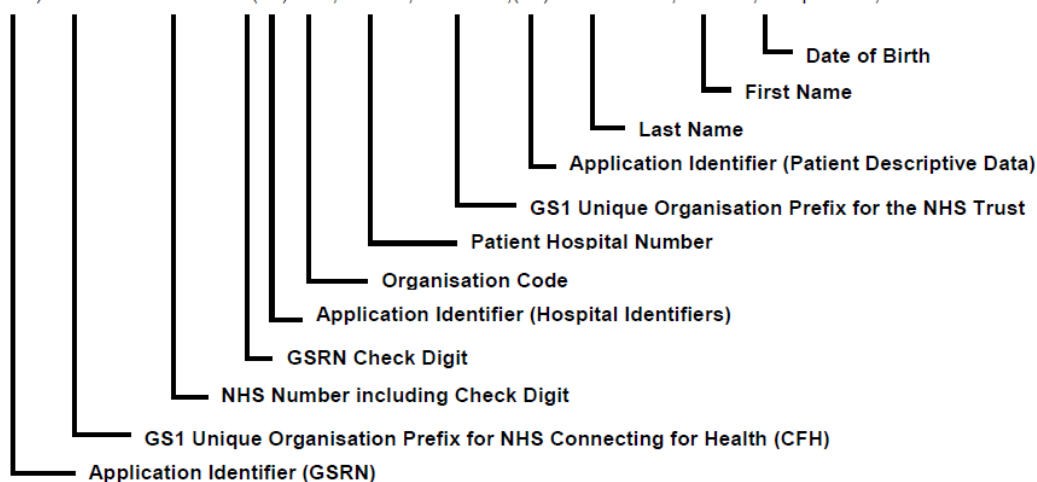 Date of Birth
First Name
Last Name
Application Identifier (Patient Descriptive Data)
GS1 Unique Organisation Prefix for the NHS Trust
Patient Hospital Number
Organisation Code
Application Identifier (Hospital Identifiers)
GSRN Check Digit
NHS Number including Check Digit
GS1 Unique Organisation Prefix for NHS Connecting for Health (CFH)
Application Identifier (GSRN)